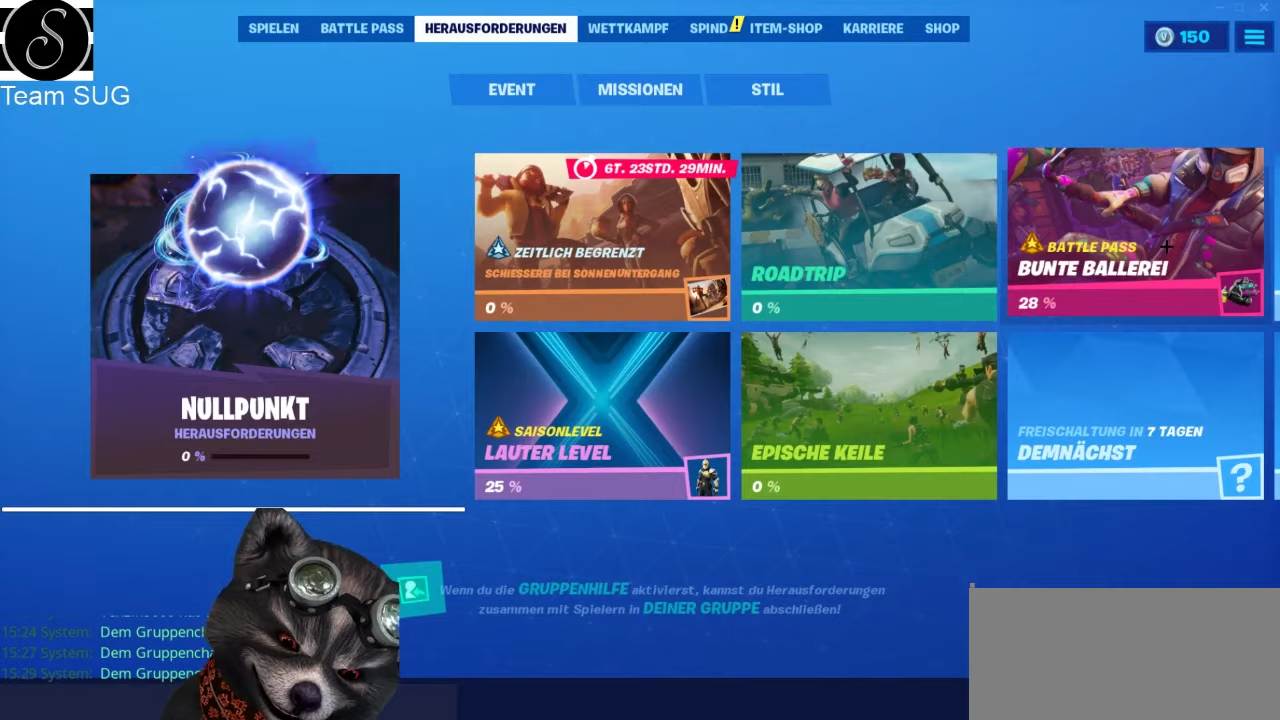 S
Team SUG
SPIELEN BATTLE PASS HERAUSFORDERUNGEN WETTKAMPF SPIND ! ITEM-SHOP KARRIERE SHOP
V 150
EVENT MISSIONEN STIL
NULLPUNKT
HERAUSFORDERUNGEN
0 %
6T. 23STD. 29MIN.
ZEITLICH BEGRENZT
SCHIESSEREI BEI SONNENUNTERGANG
0 %
ROADTRIP
0 %
BATTLE PASS
BUNTE BALLEREI
28 %
SAISONLEVEL
LAUTER LEVEL
25 %
EPISCHE KEILE
0 %
FREISCHALTUNG IN 7 TAGEN
DEMNÄCHST
?
Wenn du die GRUPPENHILFE aktivierst, kannst du Herausforderungen
zusammen mit Spielern in DEINER GRUPPE abschließen!
15:24 System: Dem Gruppench
15:27 System: Dem Gruppencha
15:29 System: Dem Gruppenc